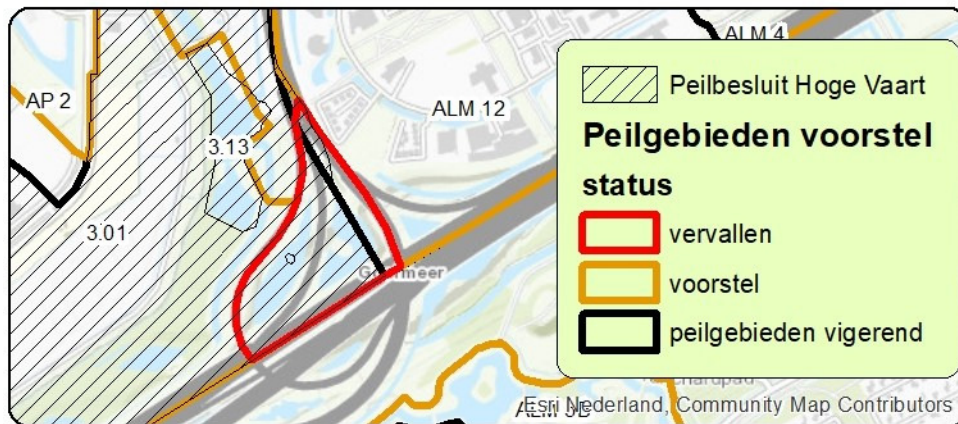 ALM 4
AP 2
ALM 12
3.13
3.01
Peilbesluit Hoge Vaart
Peilgebieden voorstel
status
vervallen
voorstel
peilgebieden vigerend
Esri Nederland, Community Map Contributors